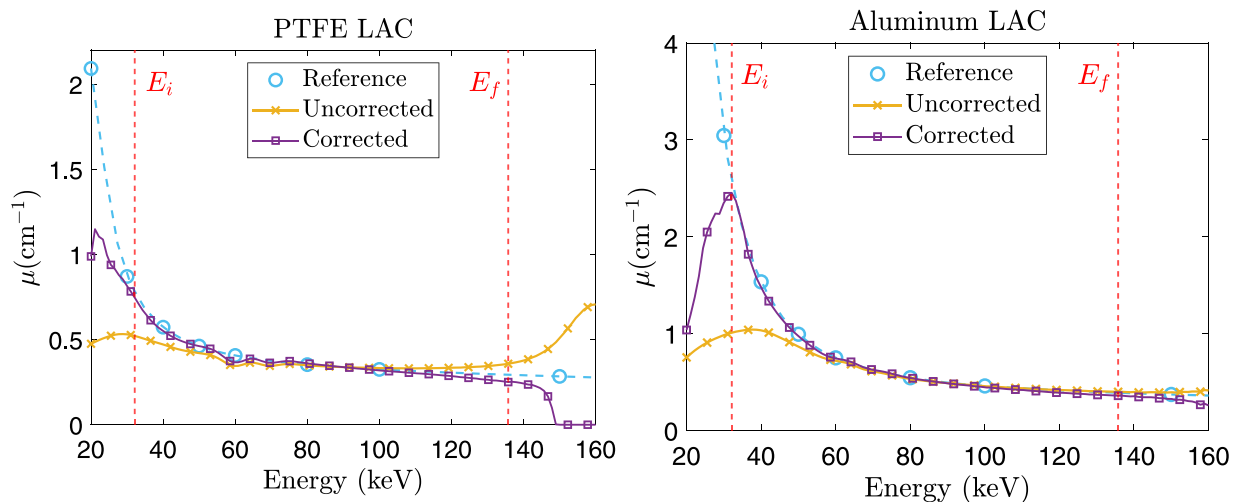 PTFE LAC
2
1.5
1
0.5
0
μ(cm⁻¹)
E_i
E_f
Reference
Uncorrected
Corrected
20 40 60 80 100 120 140 160
Energy (keV)
Aluminum LAC
4
3
2
1
0
μ(cm⁻¹)
E_i
E_f
Reference
Uncorrected
Corrected
20 40 60 80 100 120 140 160
Energy (keV)